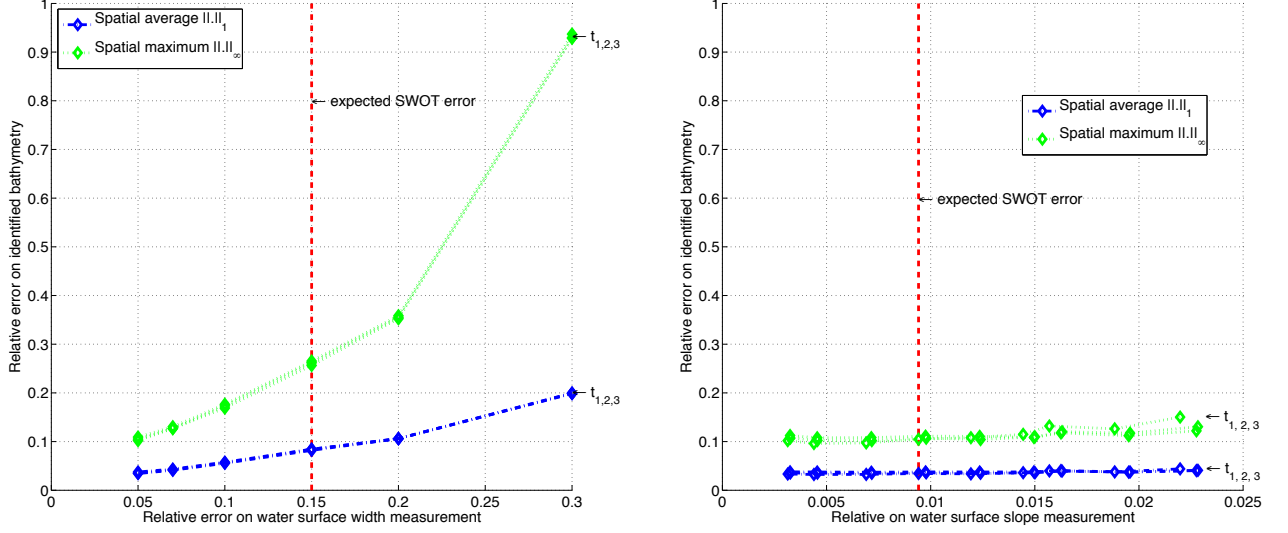 Relative error on identified bathymetry
1
0.9
0.8
0.7
0.6
0.5
0.4
0.3
0.2
0.1
0
Spatial average ||.||1
Spatial maximum ||.||∞
← t1,2,3
← expected SWOT error
← t1,2,3
0 0.05 0.1 0.15 0.2 0.25 0.3
Relative error on water surface width measurement
Relative error on identified bathymetry
1
0.9
0.8
0.7
0.6
0.5
0.4
0.3
0.2
0.1
0
Spatial average ||.||1
Spatial maximum ||.||∞
← expected SWOT error
← t1, 2, 3
← t1, 2, 3
0 0.005 0.01 0.015 0.02 0.025
Relative on water surface slope measurement